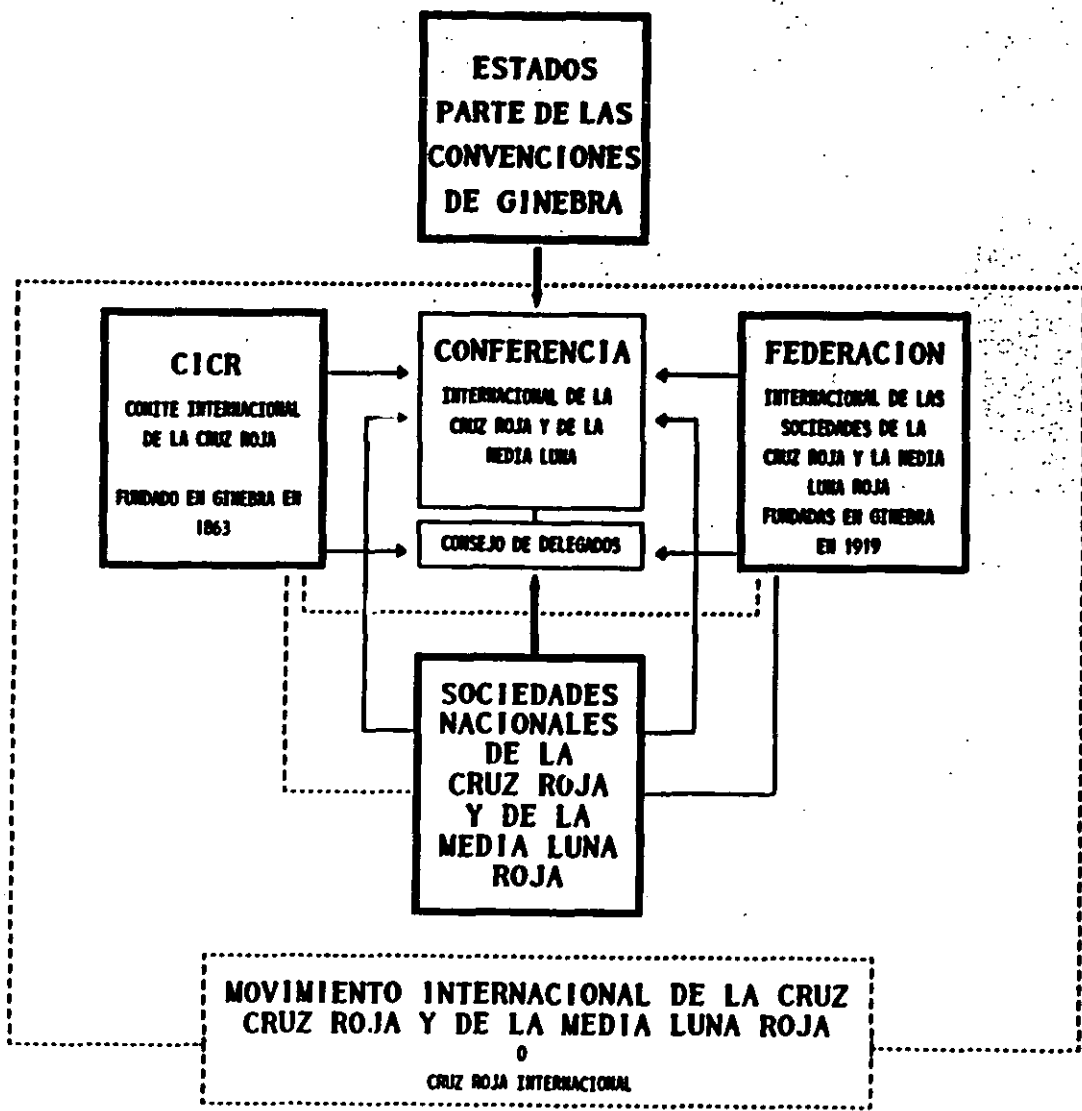 ESTADOS
PARTE DE LAS
CONVENCIONES
DE GINEBRA
CICR
COMITE INTERNACIONAL
DE LA CRUZ ROJA
FUNDADO EN GINEBRA EN
1863
CONFERENCIA
INTERNACIONAL DE LA
CRUZ ROJA Y DE LA
MEDIA LUNA
CONSEJO DE DELEGADOS
FEDERACION
INTERNACIONAL DE LAS
SOCIEDADES DE LA
CRUZ ROJA Y LA MEDIA
LUNA ROJA
FUNDADAS EN GINEBRA
EN 1919
SOCIEDADES
NACIONALES
DE LA
CRUZ ROJA
Y DE LA
MEDIA LUNA
ROJA
MOVIMIENTO INTERNACIONAL DE LA CRUZ
CRUZ ROJA Y DE LA MEDIA LUNA ROJA
O
CRUZ ROJA INTERNACIONAL